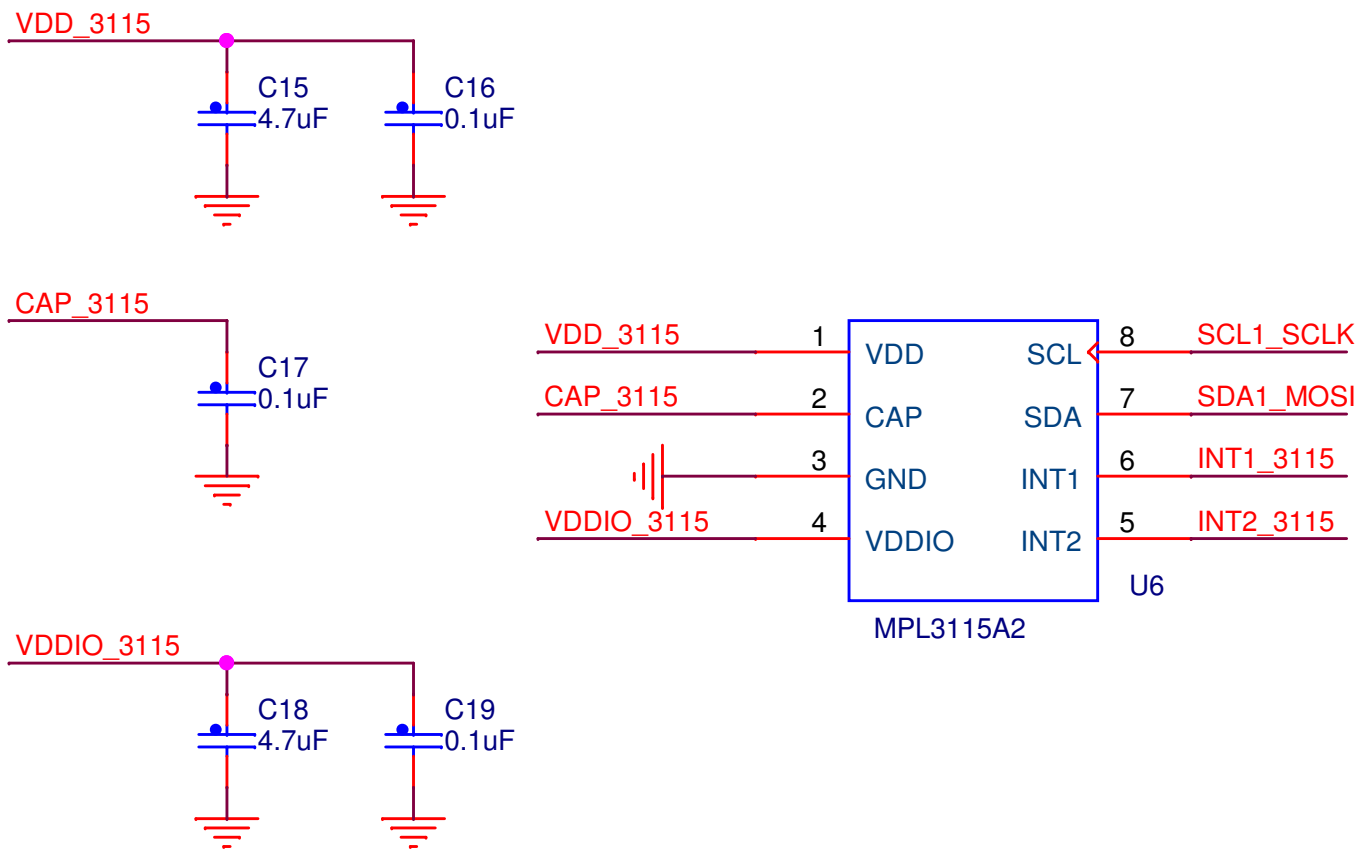 VDD_3115
C15
4.7uF
C16
0.1uF
CAP_3115
C17
0.1uF
VDDIO_3115
C18
4.7uF
C19
0.1uF
VDD_3115 1 VDD SCL 8 SCL1_SCLK
CAP_3115 2 CAP SDA 7 SDA1_MOSI
3 GND INT1 6 INT1_3115
VDDIO_3115 4 VDDIO INT2 5 INT2_3115
U6
MPL3115A2